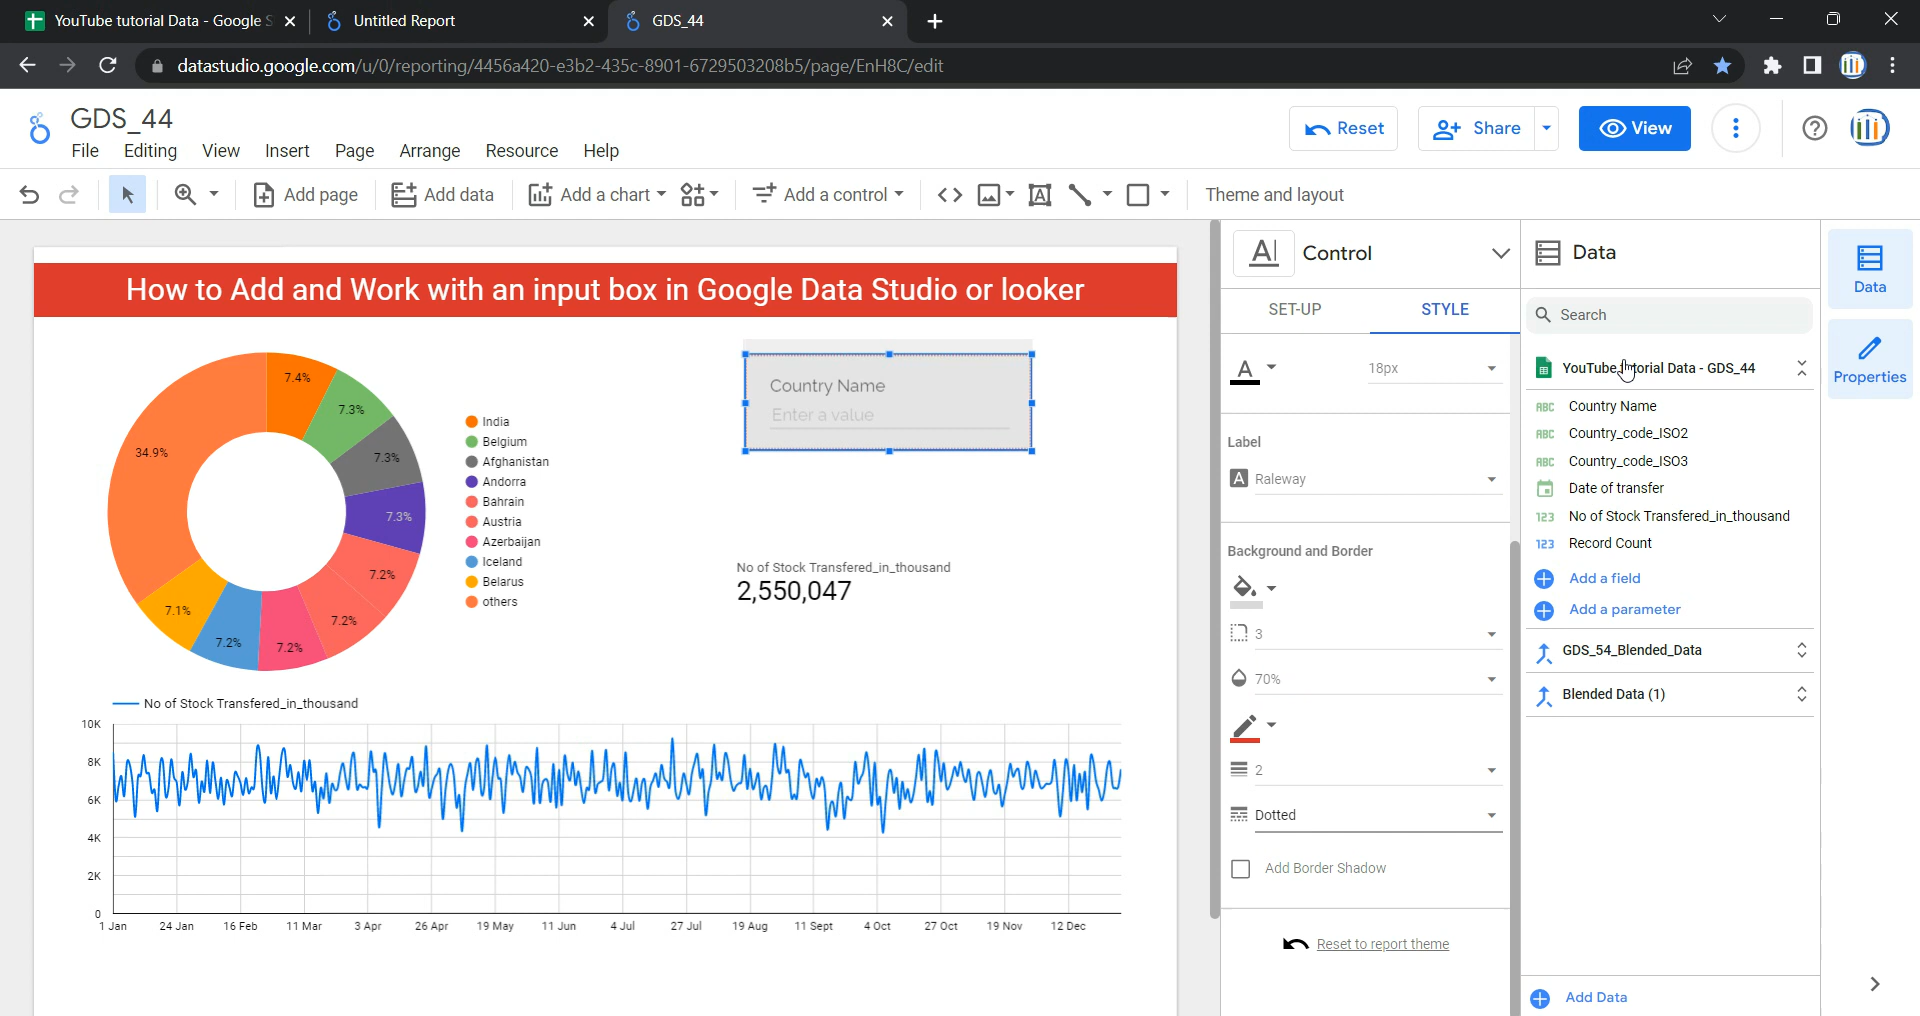 YouTube tutorial Data - Google S
Untitled Report
GDS_44
datastudio.google.com/u/0/reporting/4456a420-e3b2-435c-8901-6729503208b5/page/EnH8C/edit
GDS_44
File Editing View Insert Page Arrange Resource Help
Reset
Share
View
Add page
Add data
Add a chart
Add a control
Theme and layout
How to Add and Work with an input box in Google Data Studio or looker
7.4%
7.3%
7.3%
7.3%
7.2%
7.2%
7.2%
7.2%
7.1%
34.9%
India
Belgium
Afghanistan
Andorra
Bahrain
Austria
Azerbaijan
Iceland
Belarus
others
Country Name
Enter a value
No of Stock Transfered_in_thousand
2,550,047
No of Stock Transfered_in_thousand
10K
8K
6K
4K
2K
0
1 Jan 24 Jan 16 Feb 11 Mar 3 Apr 26 Apr 19 May 11 Jun 4 Jul 27 Jul 19 Aug 11 Sept 4 Oct 27 Oct 19 Nov 12 Dec
Control
SET-UP STYLE
A 18px
Label
A Raleway
Background and Border
3
70%
2
Dotted
Add Border Shadow
Reset to report theme
Data
Search
Data - GDS_44
ABC Country Name
ABC Country_code_ISO2
ABC Country_code_ISO3
Date of transfer
123 No of Stock Transfered_in_thousand
123 Record Count
Add a field
Add a parameter
GDS_54_Blended_Data
Blended Data (1)
Add Data
Data
Properties